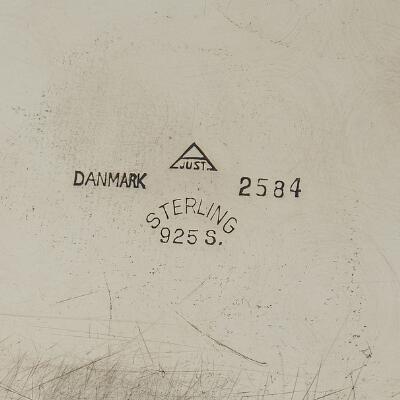 JUST.
DANMARK 2584
STERLING
925 S.